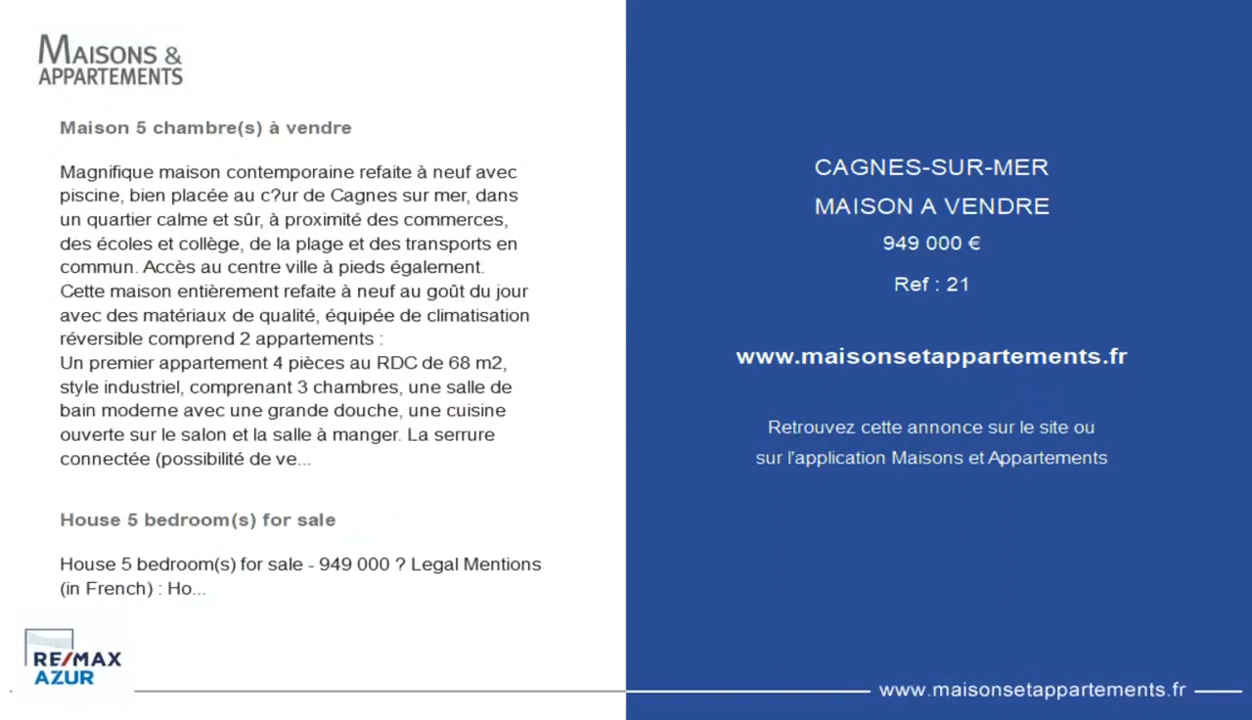 MAISONS &
APPARTEMENTS
Maison 5 chambre(s) à vendre
Magnifique maison contemporaine refaite à neuf avec
piscine, bien placée au c?ur de Cagnes sur mer, dans
un quartier calme et sûr, à proximité des commerces,
des écoles et collège, de la plage et des transports en
commun. Accès au centre ville à pieds également.
Cette maison entièrement refaite à neuf au goût du jour
avec des matériaux de qualité, équipée de climatisation
réversible comprend 2 appartements :
Un premier appartement 4 pièces au RDC de 68 m2,
style industriel, comprenant 3 chambres, une salle de
bain moderne avec une grande douche, une cuisine
ouverte sur le salon et la salle à manger. La serrure
connectée (possibilité de ve...
House 5 bedroom(s) for sale
House 5 bedroom(s) for sale - 949 000 ? Legal Mentions
(in French) : Ho...
RE/MAX
AZUR
CAGNES-SUR-MER
MAISON A VENDRE
949 000 €
Ref : 21
www.maisonsetappartements.fr
Retrouvez cette annonce sur le site ou
sur l'application Maisons et Appartements
www.maisonsetappartements.fr